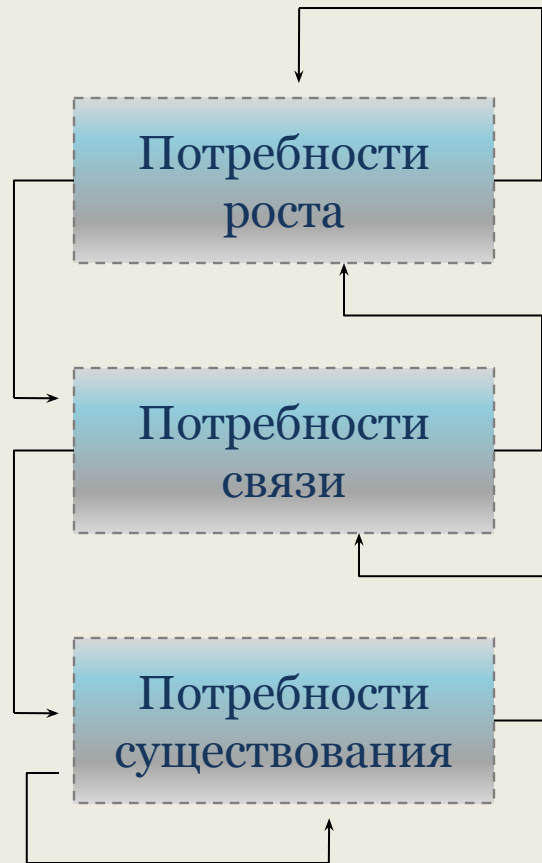 Потребности
роста
Потребности
связи
Потребности
существования